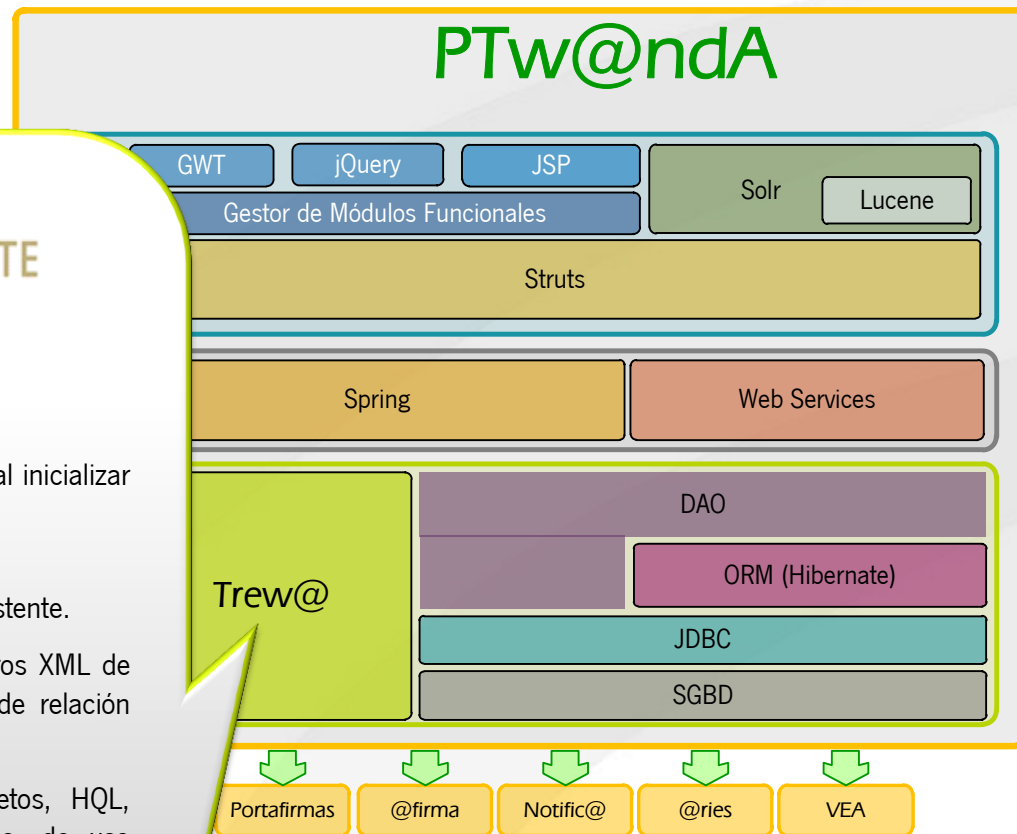 PTw@ndA
GWT
jQuery
JSP
Solr
Lucene
Gestor de Módulos Funcionales
Struts
Spring
Web Services
DAO
Trew@
ORM (Hibernate)
JDBC
SGBD
Portafirmas
@firma
Notific@
@ries
VEA
TE
al inicializar
stente.
os XML de
de relación
etos, HQL,